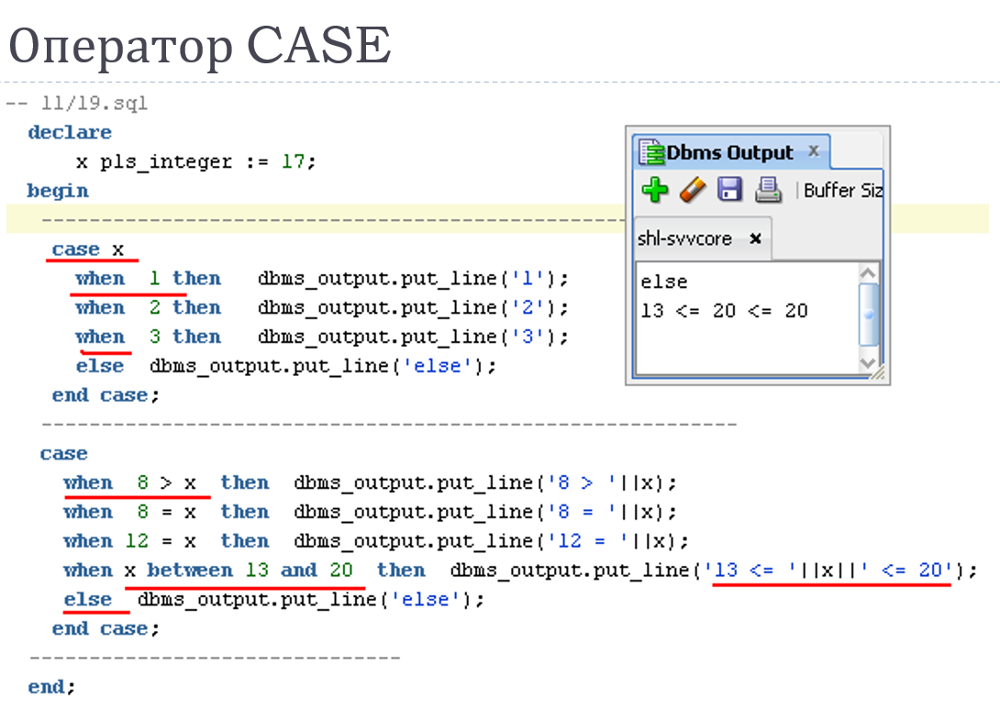 Оператор CASE
-- 11/19.sql
declare
x pls_integer := 17;
begin
--------------------------------------------------
case x
when 1 then dbms_output.put_line('1');
when 2 then dbms_output.put_line('2');
when 3 then dbms_output.put_line('3');
else dbms_output.put_line('else');
end case;
----------------------------------------------------------
case
when 8 > x then dbms_output.put_line('8 > '||x);
when 8 = x then dbms_output.put_line('8 = '||x);
when 12 = x then dbms_output.put_line('12 = '||x);
when x between 13 and 20 then dbms_output.put_line('13 <= '||x||' <= 20');
else dbms_output.put_line('else');
end case;
-------------------------------
end;
Dbms Output x
Buffer Siz
shl-svvcore x
else
13 <= 20 <= 20